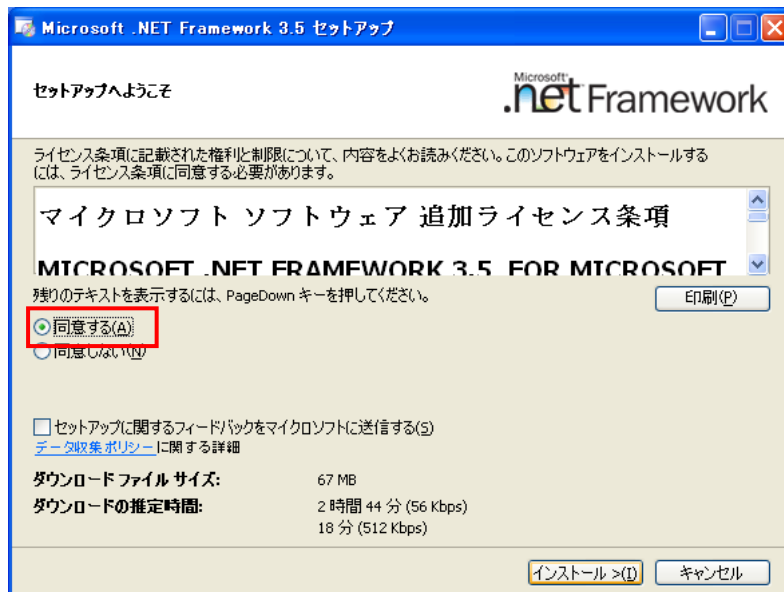 Microsoft .NET Framework 3.5 セットアップ
セットアップへようこそ
Microsoft
.net Framework
ライセンス条項に記載された権利と制限について、内容をよくお読みください。このソフトウェアをインストールする
には、ライセンス条項に同意する必要があります。
マイクロソフト ソフトウェア 追加ライセンス条項
MICROSOFT .NET FRAMEWORK 3.5 FOR MICROSOFT
残りのテキストを表示するには、PageDown キーを押してください。
印刷(P)
同意する(A)
同意しない(N)
セットアップに関するフィードバックをマイクロソフトに送信する(S)
データ収集ポリシーに関する詳細
ダウンロード ファイル サイズ: 67 MB
ダウンロードの推定時間: 2 時間 44 分 (56 Kbps)
18 分 (512 Kbps)
インストール >(I) キャンセル